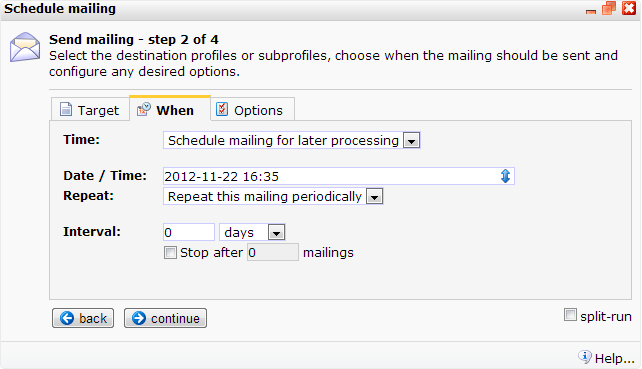 Schedule mailing
Send mailing - step 2 of 4
Select the destination profiles or subprofiles, choose when the mailing should be sent and
configure any desired options.
Target When Options
Time: Schedule mailing for later processing
Date / Time: 2012-11-22 16:35
Repeat: Repeat this mailing periodically
Interval: 0 days
Stop after 0 mailings
back continue split-run
Help...